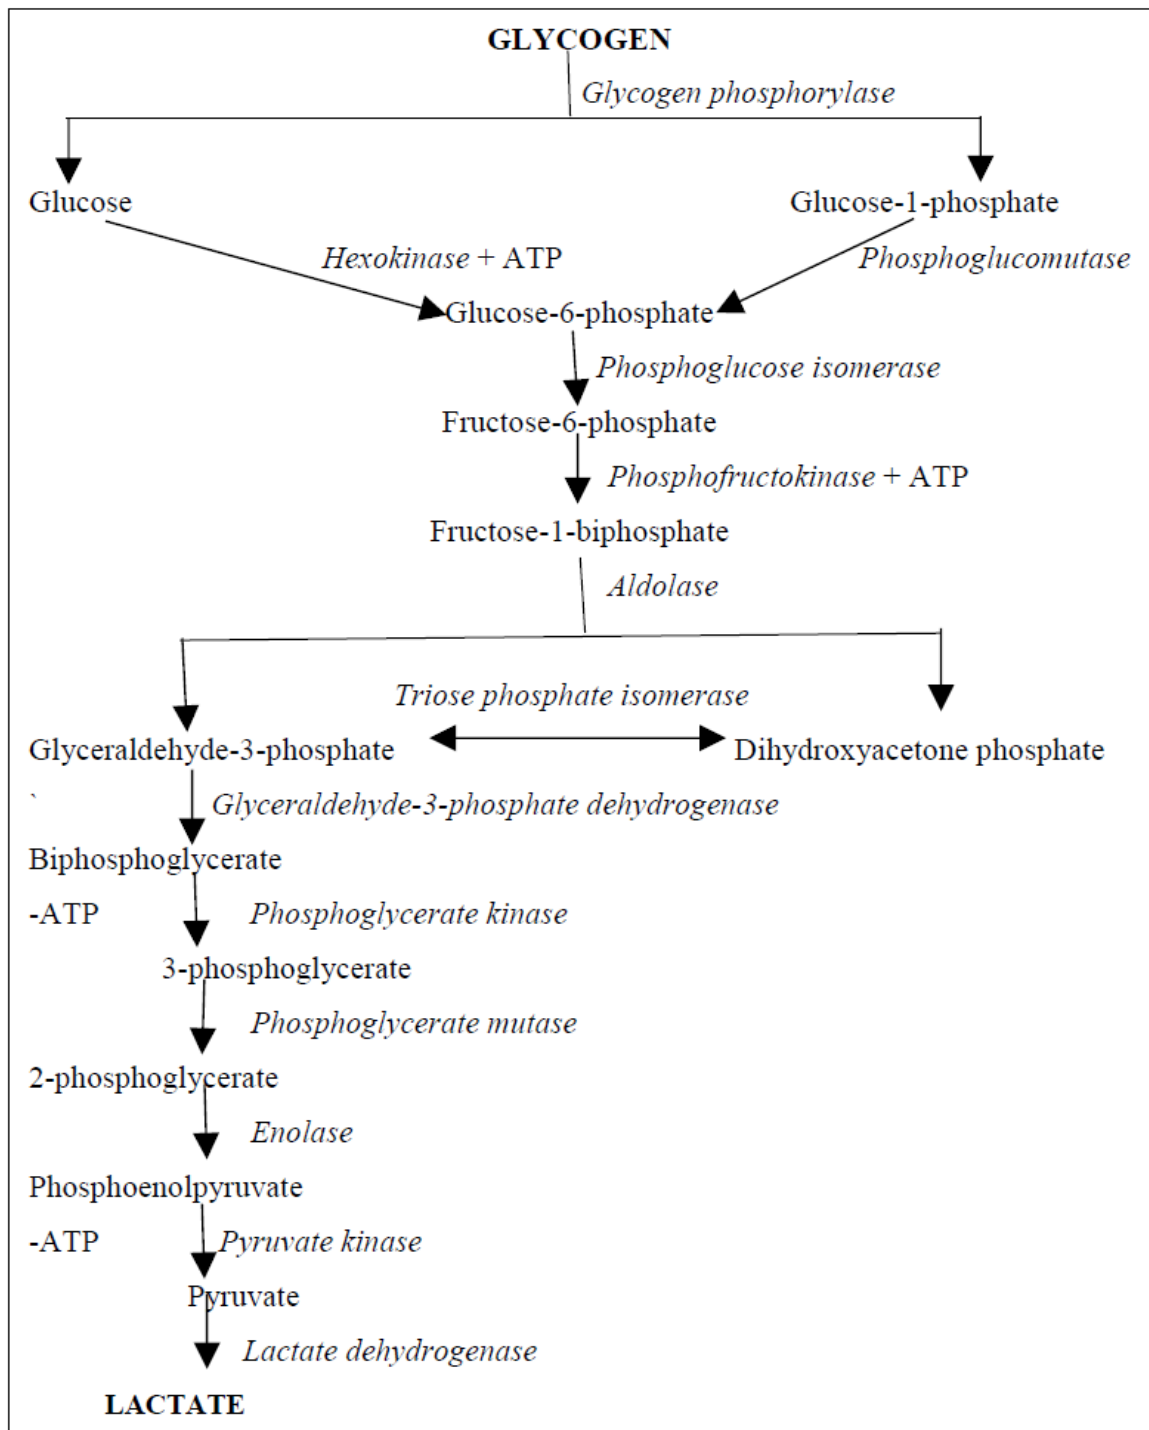 GLYCOGEN
Glycogen phosphorylase
Glucose
Glucose-1-phosphate
Hexokinase + ATP
Phosphoglucomutase
Glucose-6-phosphate
Phosphoglucose isomerase
Fructose-6-phosphate
Phosphofructokinase + ATP
Fructose-1-biphosphate
Aldolase
Triose phosphate isomerase
Glyceraldehyde-3-phosphate
Dihydroxyacetone phosphate
` Glyceraldehyde-3-phosphate dehydrogenase
Biphosphoglycerate
-ATP Phosphoglycerate kinase
3-phosphoglycerate
Phosphoglycerate mutase
2-phosphoglycerate
Enolase
Phosphoenolpyruvate
-ATP Pyruvate kinase
Pyruvate
Lactate dehydrogenase
LACTATE